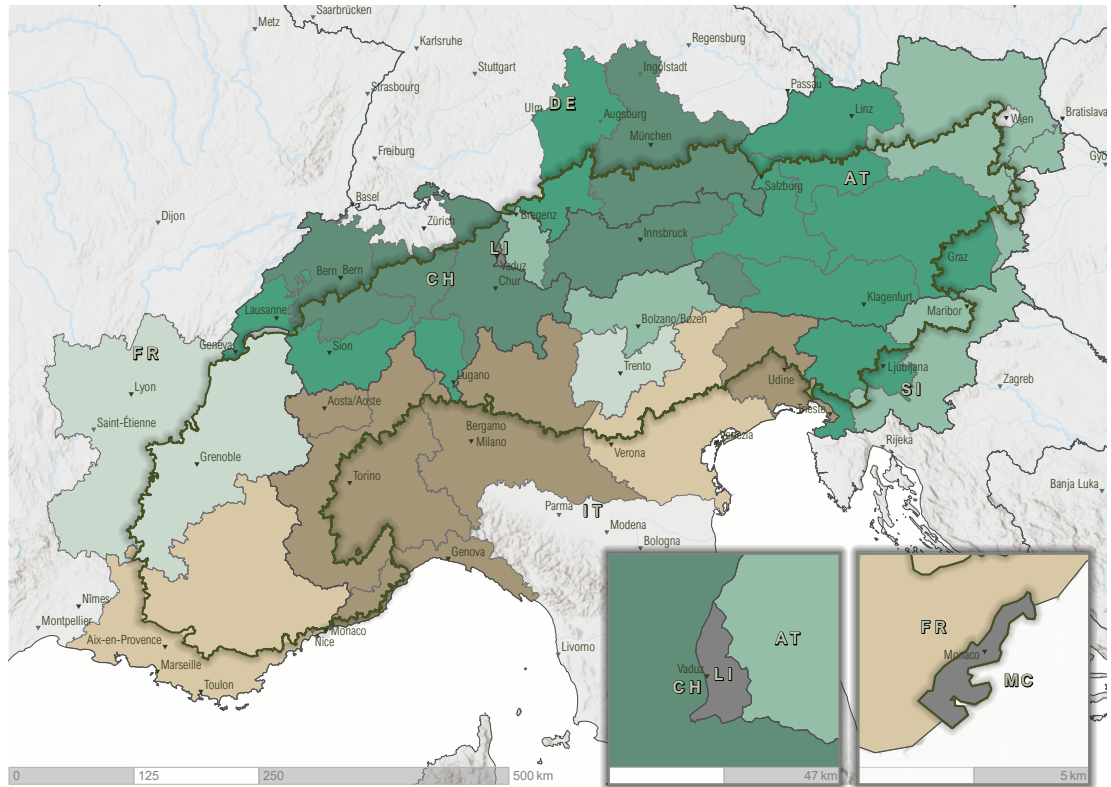 Saarbrücken
Metz
Karlsruhe
Regensburg
Stuttgart
Ingolstadt
Strasbourg
Passau
DE
Ulm
Linz
Augsburg
Wien
Bratislava
München
Freiburg
AT
Salzburg
Basel
Dijon
Zürich
Bregenz
Innsbruck
LI
Graz
Vaduz
Bern
Bern
CH
Chur
Klagenfurt
Lausanne
Maribor
Bolzano/Bozen
Geneva
Sion
FR
Trento
Ljubljana
Lugano
Udine
Zagreb
Lyon
SI
Aosta/Aoste
Trieste
Saint-Étienne
Bergamo
Milano
Venezia
Rijeka
Verona
Grenoble
Torino
Banja Luka
Parma
IT
Modena
Bologna
Genova
Nîmes
Montpellier
Monaco
Nice
Aix-en-Provence
Livorno
Marseille
Toulon
AT
Vaduz
LI
CH
FR
Monaco
MC
0
125
250
500 km
47 km
5 km